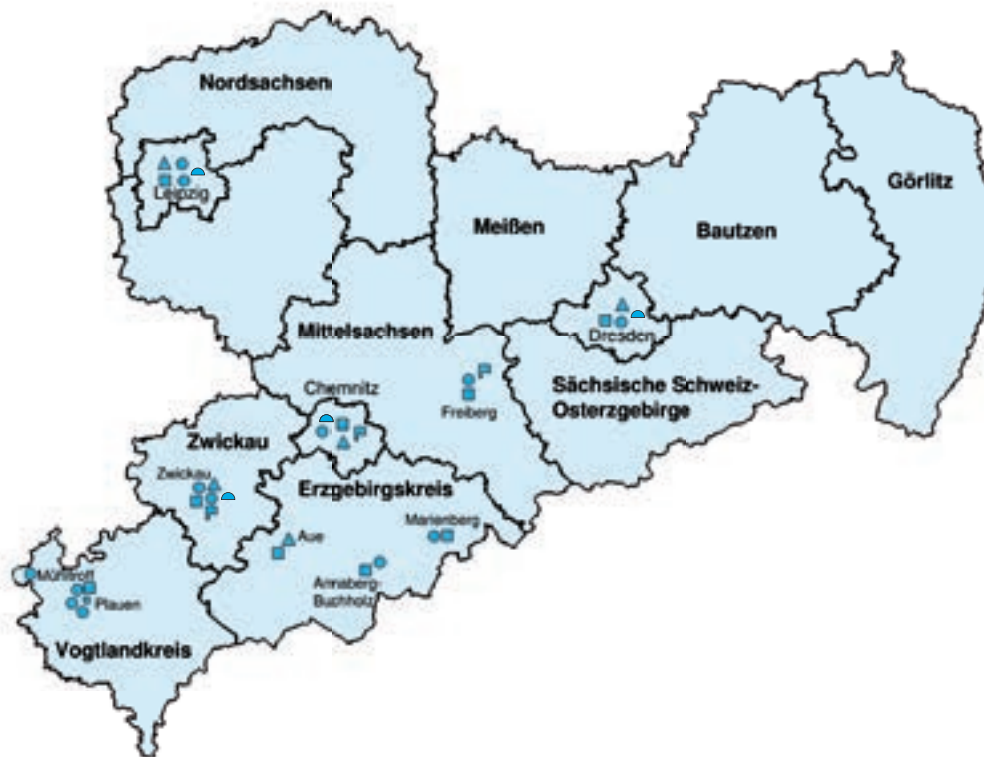 Nordsachsen
Leipzig
Görlitz
Meißen
Bautzen
Mittelsachsen
Dresden
Chemnitz
Sächsische Schweiz-
Osterzgebirge
Freiberg
Zwickau
Zwickau
Erzgebirgskreis
Marienberg
Aue
Annaberg-
Buchholz
Mühltroff
Plauen
Vogtlandkreis